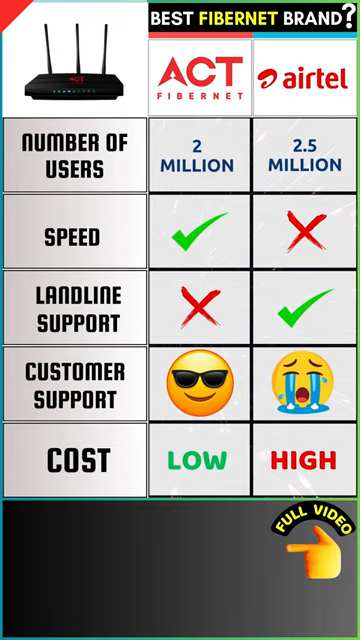 BEST FIBERNET BRAND?
ACT
FIBERNET
airtel
NUMBER OF
USERS
2
MILLION
2.5
MILLION
SPEED
LANDLINE
SUPPORT
CUSTOMER
SUPPORT
COST
LOW
HIGH
FULL VIDEO